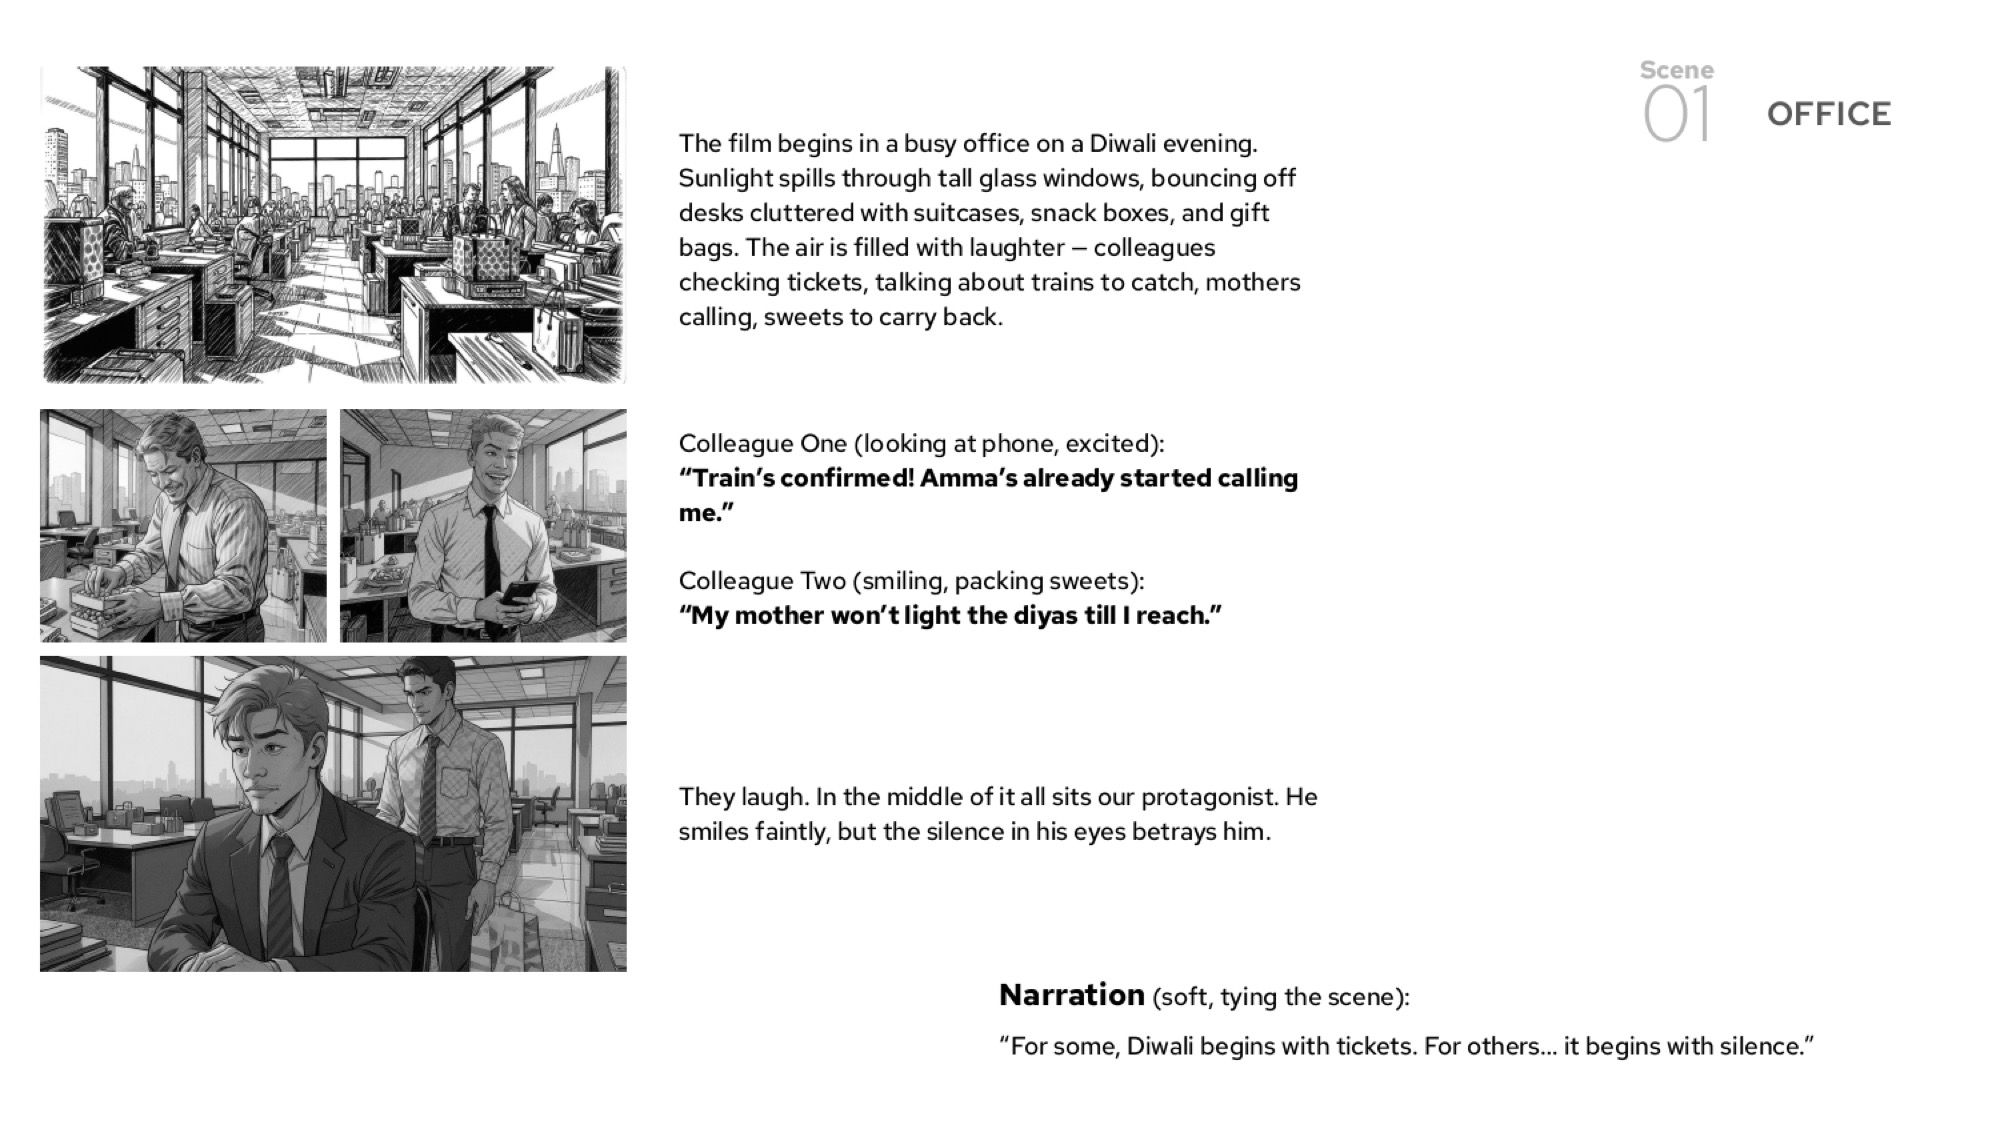 Scene
01
OFFICE
The film begins in a busy office on a Diwali evening.
Sunlight spills through tall glass windows, bouncing off
desks cluttered with suitcases, snack boxes, and gift
bags. The air is filled with laughter – colleagues
checking tickets, talking about trains to catch, mothers
calling, sweets to carry back.
Colleague One (looking at phone, excited):
“Train’s confirmed! Amma’s already started calling
me.”
Colleague Two (smiling, packing sweets):
“My mother won’t light the diyas till I reach.”
They laugh. In the middle of it all sits our protagonist. He
smiles faintly, but the silence in his eyes betrays him.
Narration (soft, tying the scene):
“For some, Diwali begins with tickets. For others... it begins with silence.”